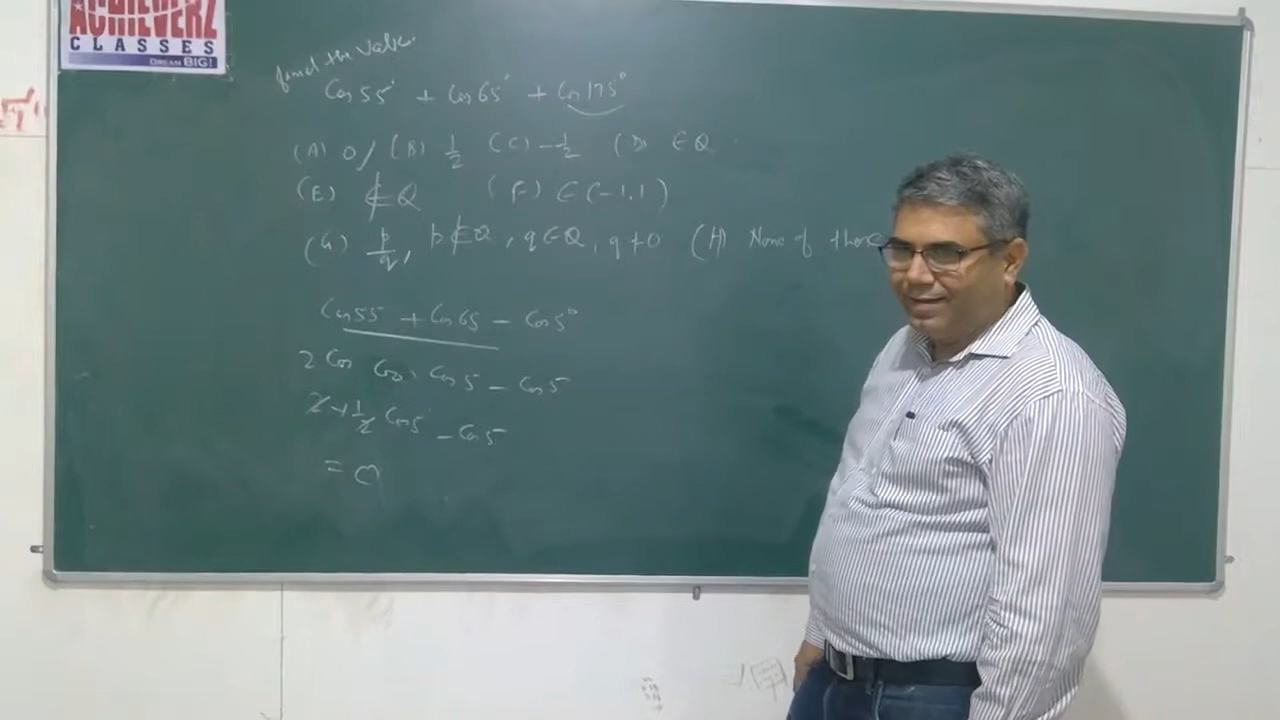 ACHIEVERZ
CLASSES
DREAM BIG!
find the value.
Cos 55° + Cos 65° + Cos 175°
(A) 0 / (B) 1/2 (C) -1/2 (D) ∈ Q
(E) ∉ Q (F) ∈ (-1, 1)
(G) p/q, p ∉ Q, q ∈ Q, q ≠ 0 (H) None of these
Cos 55 + Cos 65 - Cos 5°
2 Cos 60 . Cos 5 - Cos 5
2 × 1/2 Cos 5° - Cos 5
= 0